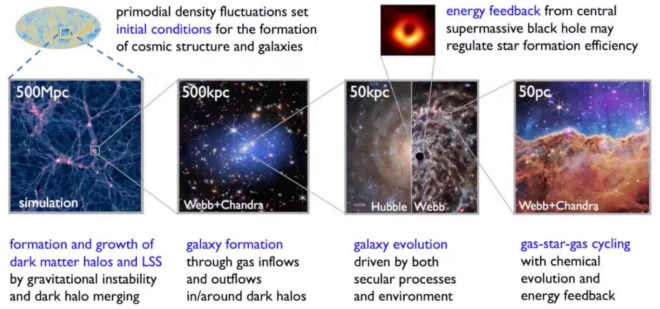 primordial density fluctuations set
initial conditions for the formation
of cosmic structure and galaxies
energy feedback from central
supermassive black hole may
regulate star formation efficiency
500Mpc
simulation
500kpc
Webb+Chandra
50kpc
Hubble
Webb
50pc
Webb+Chandra
formation and growth of
dark matter halos and LSS
by gravitational instability
and dark halo merging
galaxy formation
through gas inflows
and outflows
in/around dark halos
galaxy evolution
driven by both
secular processes
and environment
gas-star-gas cycling
with chemical
evolution and
energy feedback